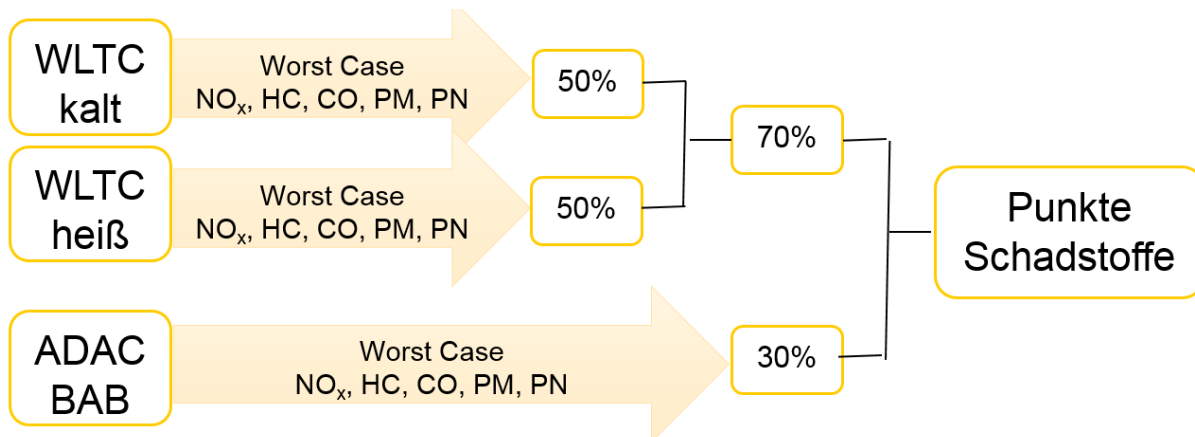 WLTC
kalt
Worst Case
NOₓ, HC, CO, PM, PN
50%
WLTC
heiß
Worst Case
NOₓ, HC, CO, PM, PN
50%
70%
ADAC
BAB
Worst Case
NOₓ, HC, CO, PM, PN
30%
Punkte
Schadstoffe